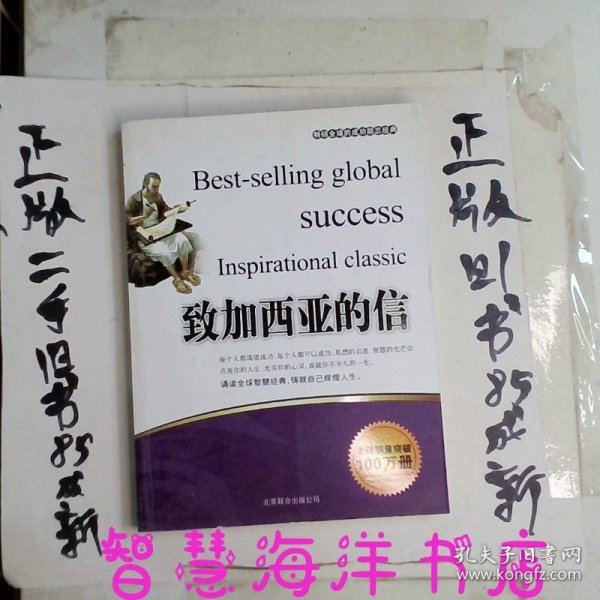 正版二手旧书85成新
畅销全球的成功励志经典
Best-selling global
success
Inspirational classic
致加西亚的信
每个人都渴望成功，每个人都可以成功。思想的启迪，智慧的光芒会
点亮你的人生，充实你的心灵，成就你不平凡的一生。
诵读全球智慧经典，铸就自己辉煌人生。
全球销量突破
100万册
北京联合出版公司
正版旧书85成新
智慧海洋书店
孔夫子旧书网
www.kongfz.com